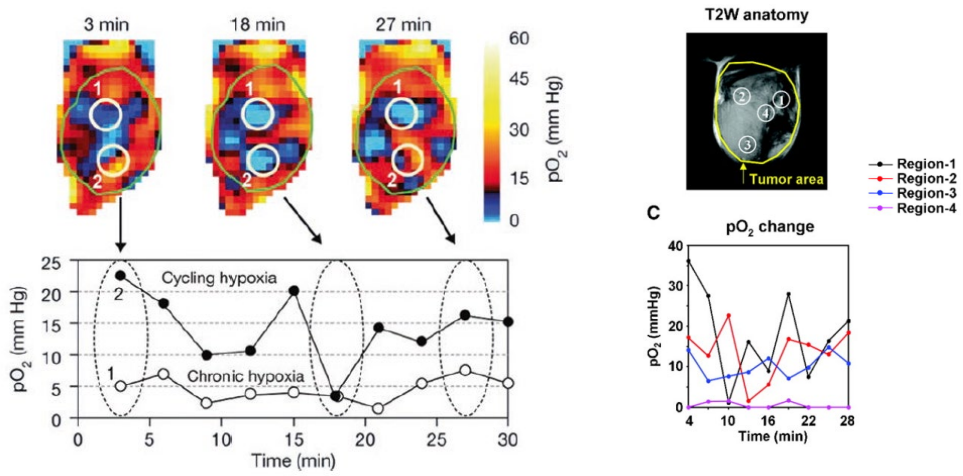 3 min
18 min
27 min
1
2
1
2
1
2
60
45
30
15
0
pO₂ (mm Hg)
25
20
15
10
5
0
pO₂ (mm Hg)
Cycling hypoxia
2
1
Chronic hypoxia
0
5
10
15
20
25
30
Time (min)
T2W anatomy
2
1
4
3
Tumor area
Region-1
Region-2
Region-3
Region-4
C
pO₂ change
40
30
20
10
0
pO₂ (mmHg)
4
10
16
22
28
Time (min)